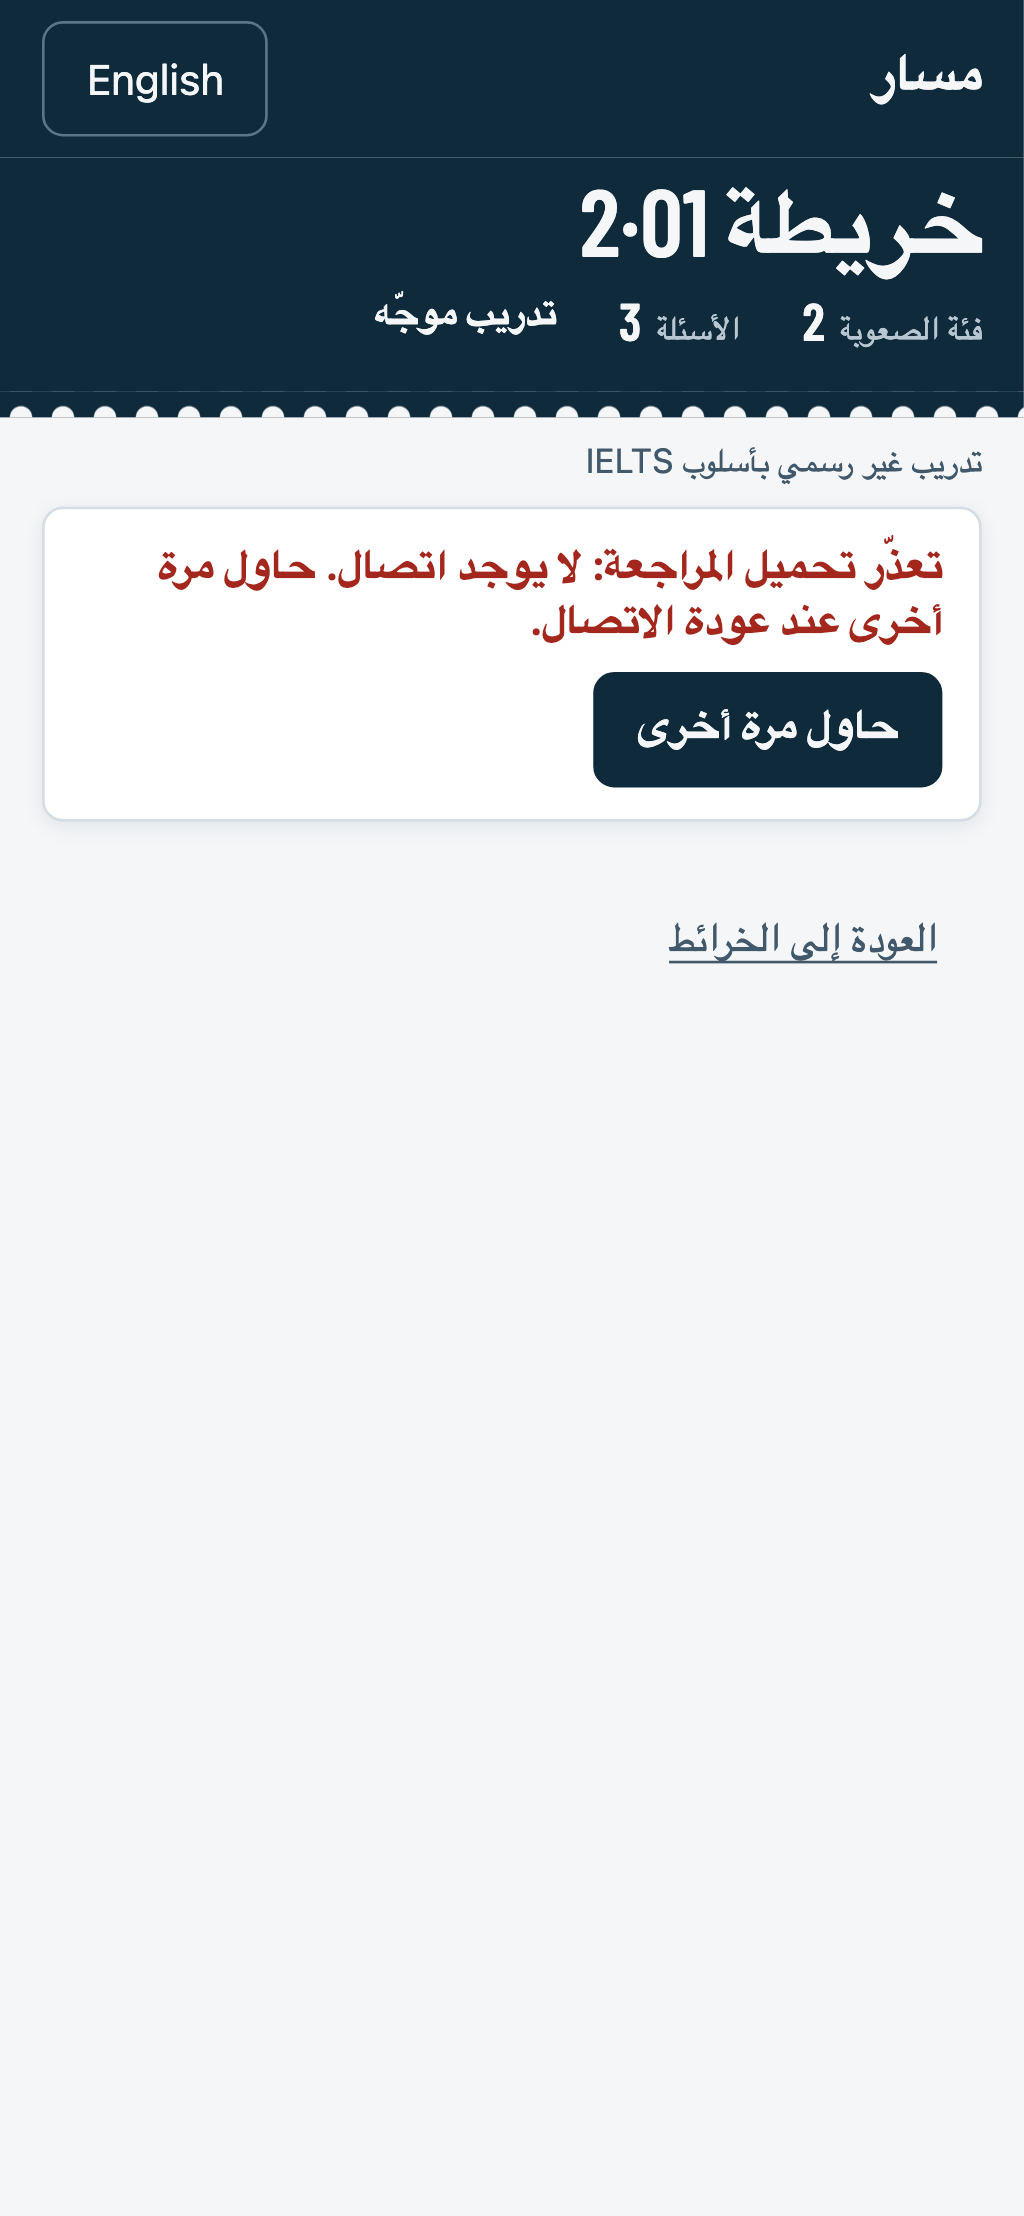 مسار
English
خريطة 2·01
فئة الصعوبة 2 الأسئلة 3 تدريب موجّه
تدريب غير رسمي بأسلوب IELTS
تعذّر تحميل المراجعة: لا يوجد اتصال. حاول مرة
أخرى عند عودة الاتصال.
حاول مرة أخرى
العودة إلى الخرائط